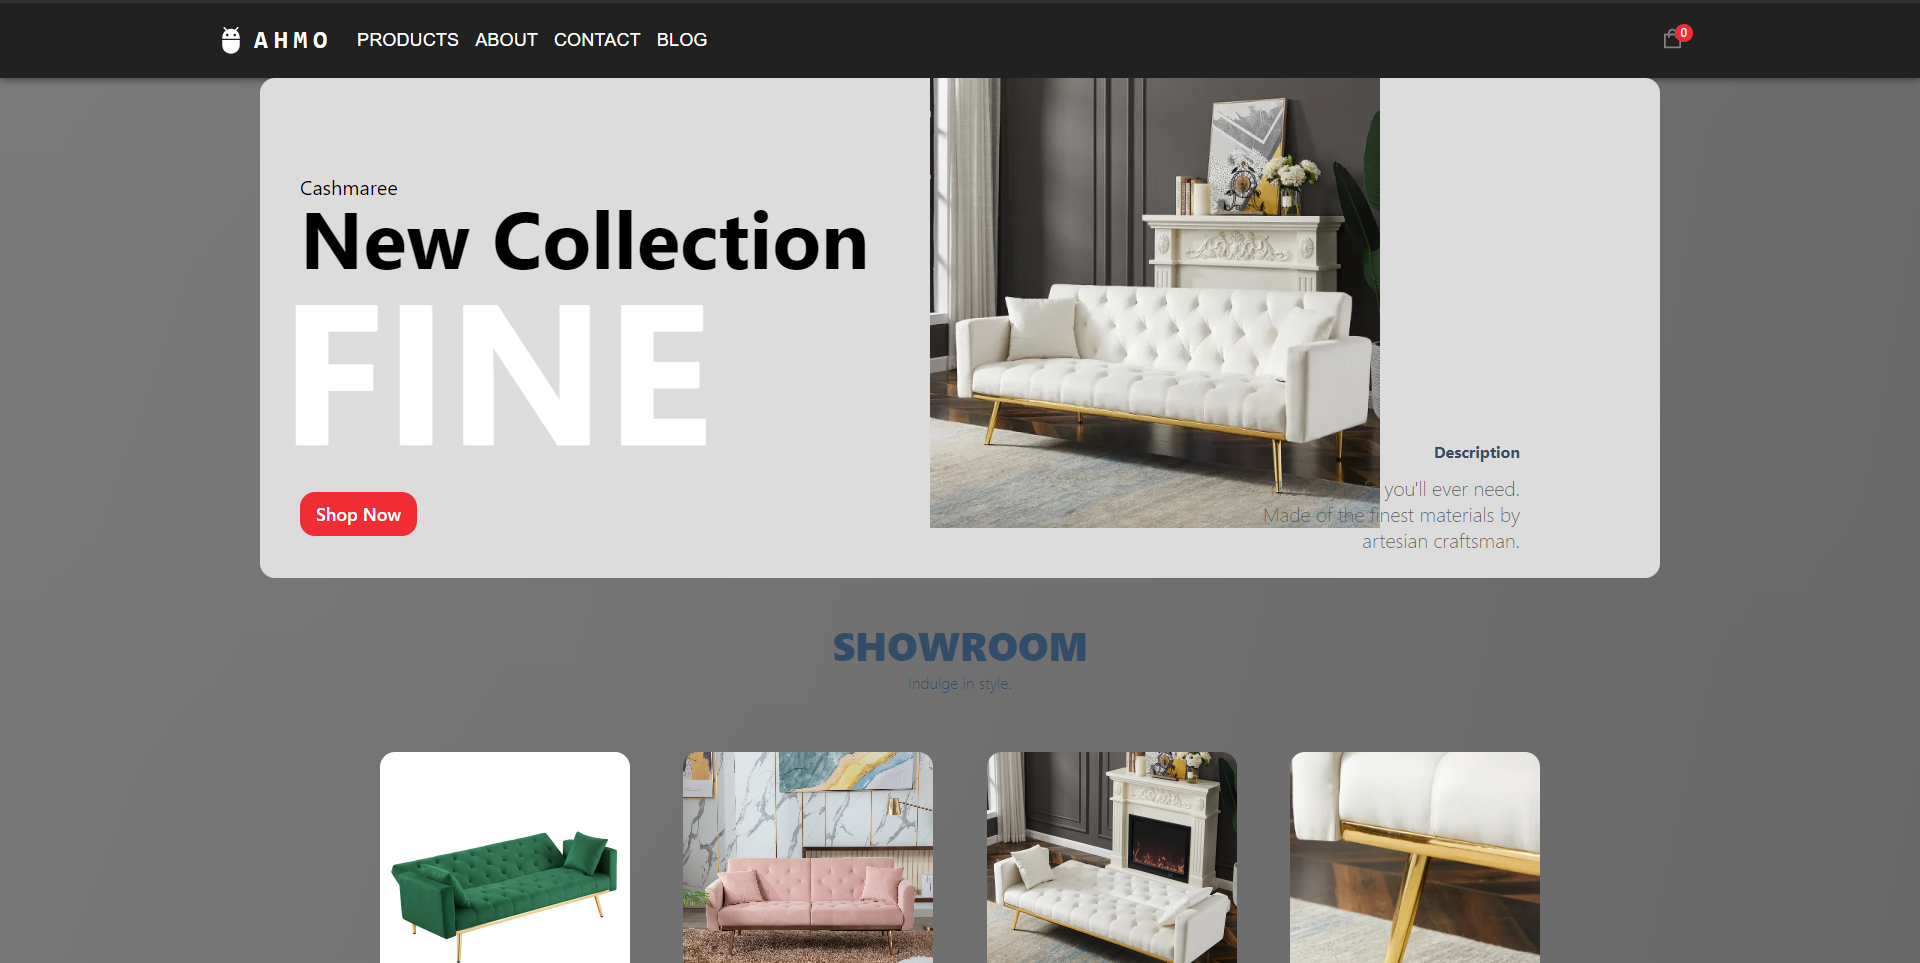 AHMO
PRODUCTS
ABOUT
CONTACT
BLOG
0
Cashmaree
New Collection
FINE
Shop Now
Description
you'll ever need.
Made of the finest materials by
artesian craftsman.
SHOWROOM
Indulge in style.